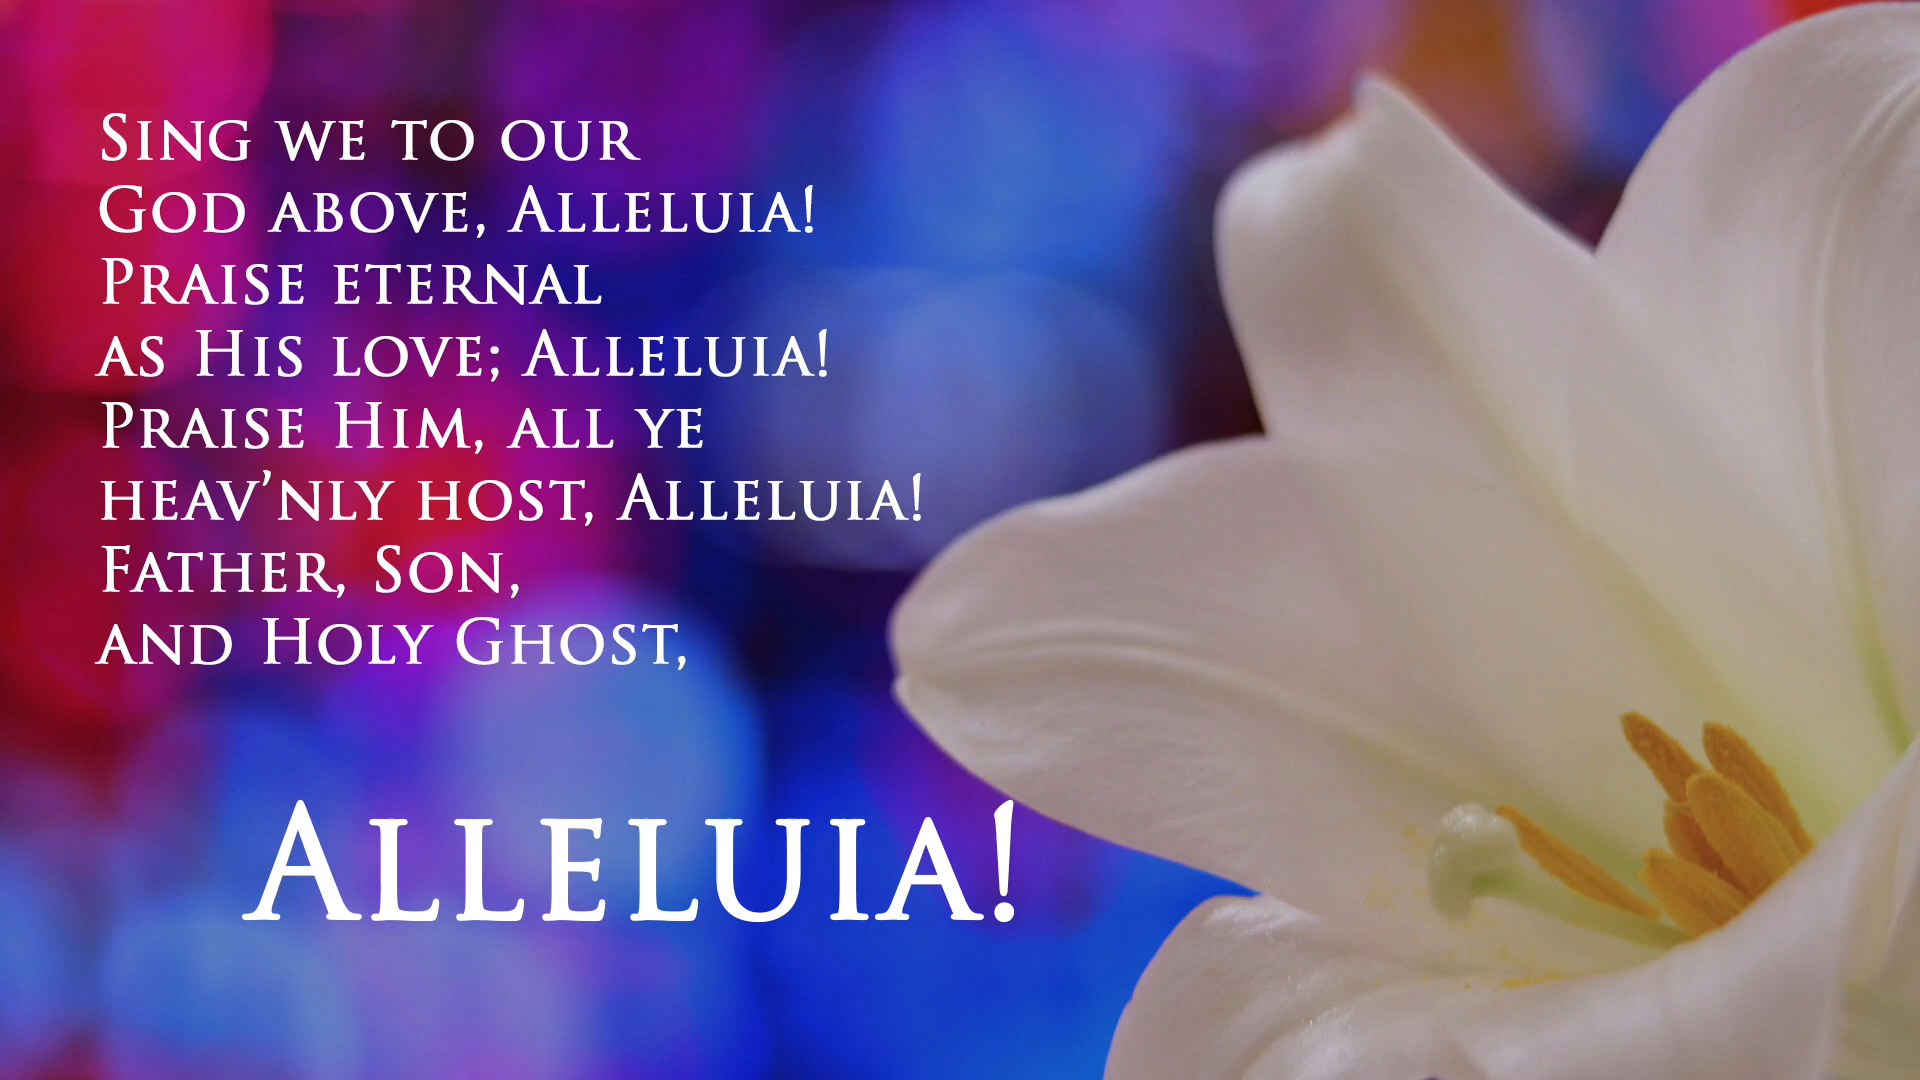 Sing we to our
God above, Alleluia!
Praise eternal
as His love; Alleluia!
Praise Him, all ye
heav’nly host, Alleluia!
Father, Son,
and Holy Ghost,
Alleluia!